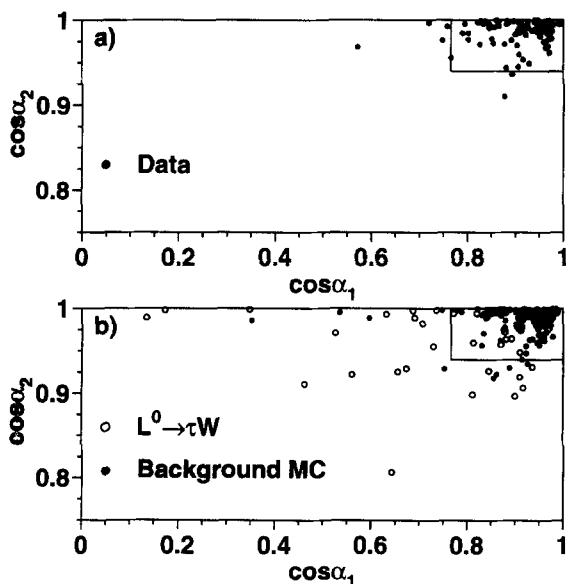 a)
1
0.9
0.8
cosα₂
● Data
0 0.2 0.4 0.6 0.8 1
cosα₁
b)
1
0.9
0.8
cosα₂
○ L⁰→τW
● Background MC
0 0.2 0.4 0.6 0.8 1
cosα₁